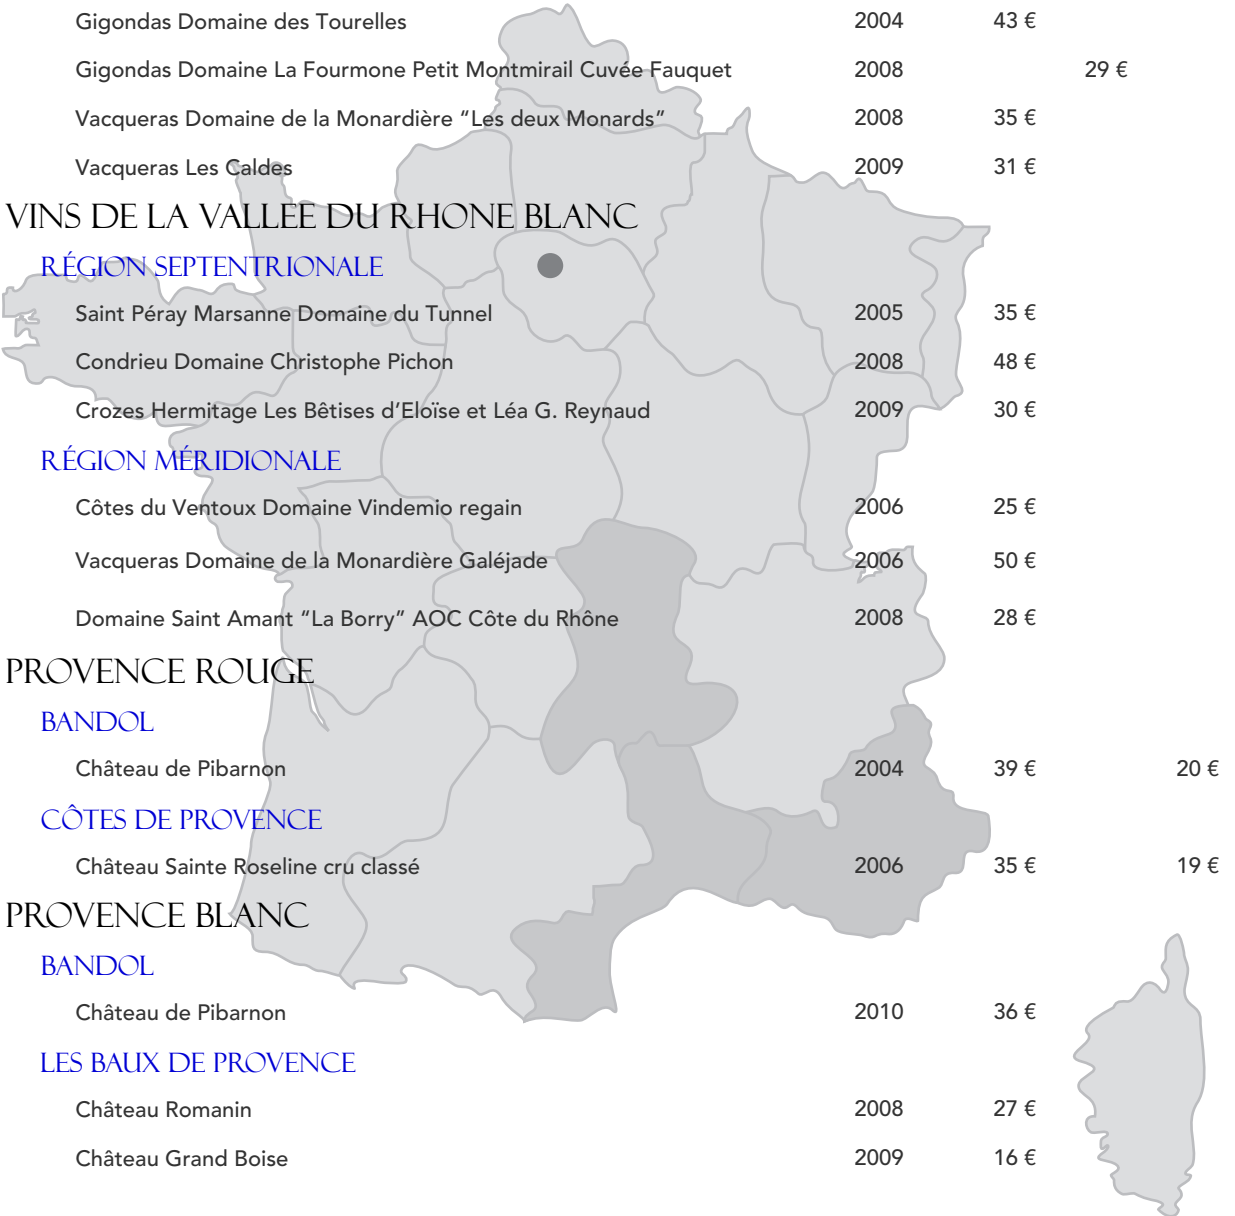 Gigondas Domaine des Tourelles 2004 43 €
Gigondas Domaine La Fourmone Petit Montmirail Cuvée Fauquet 2008 29 €
Vacqueras Domaine de la Monardière “Les deux Monards” 2008 35 €
Vacqueras Les Caldes 2009 31 €
VINS DE LA VALLEE DU RHONE BLANC
RÉGION SEPTENTRIONALE
Saint Péray Marsanne Domaine du Tunnel 2005 35 €
Condrieu Domaine Christophe Pichon 2008 48 €
Crozes Hermitage Les Bêtises d’Eloïse et Léa G. Reynaud 2009 30 €
RÉGION MÉRIDIONALE
Côtes du Ventoux Domaine Vindemio regain 2006 25 €
Vacqueras Domaine de la Monardière Galéjade 2006 50 €
Domaine Saint Amant “La Borry” AOC Côte du Rhône 2008 28 €
PROVENCE ROUGE
BANDOL
Château de Pibarnon 2004 39 € 20 €
CÔTES DE PROVENCE
Château Sainte Roseline cru classé 2006 35 € 19 €
PROVENCE BLANC
BANDOL
Château de Pibarnon 2010 36 €
LES BAUX DE PROVENCE
Château Romanin 2008 27 €
Château Grand Boise 2009 16 €